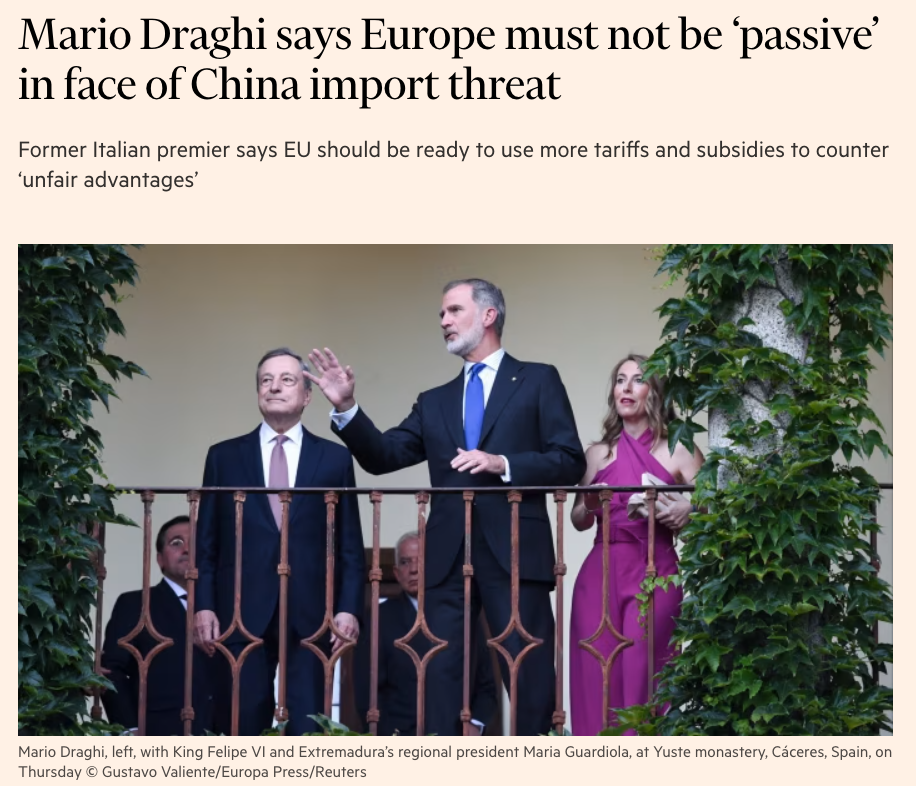 Mario Draghi says Europe must not be ‘passive’
in face of China import threat
Former Italian premier says EU should be ready to use more tariffs and subsidies to counter
‘unfair advantages’
Mario Draghi, left, with King Felipe VI and Extremadura’s regional president Maria Guardiola, at Yuste monastery, Cáceres, Spain, on
Thursday © Gustavo Valiente/Europa Press/Reuters